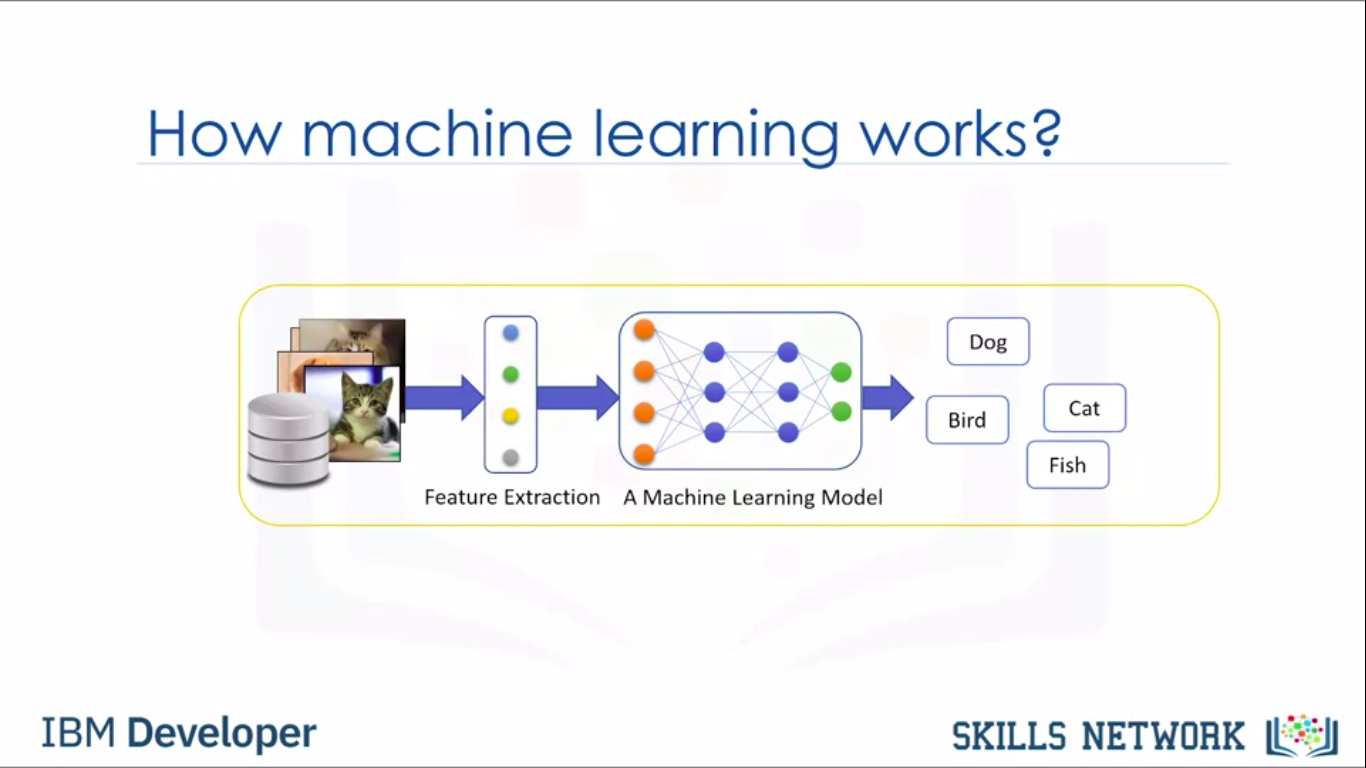 How machine learning works?
Dog
Cat
Bird
Fish
Feature Extraction
A Machine Learning Model
IBM Developer
SKILLS NETWORK